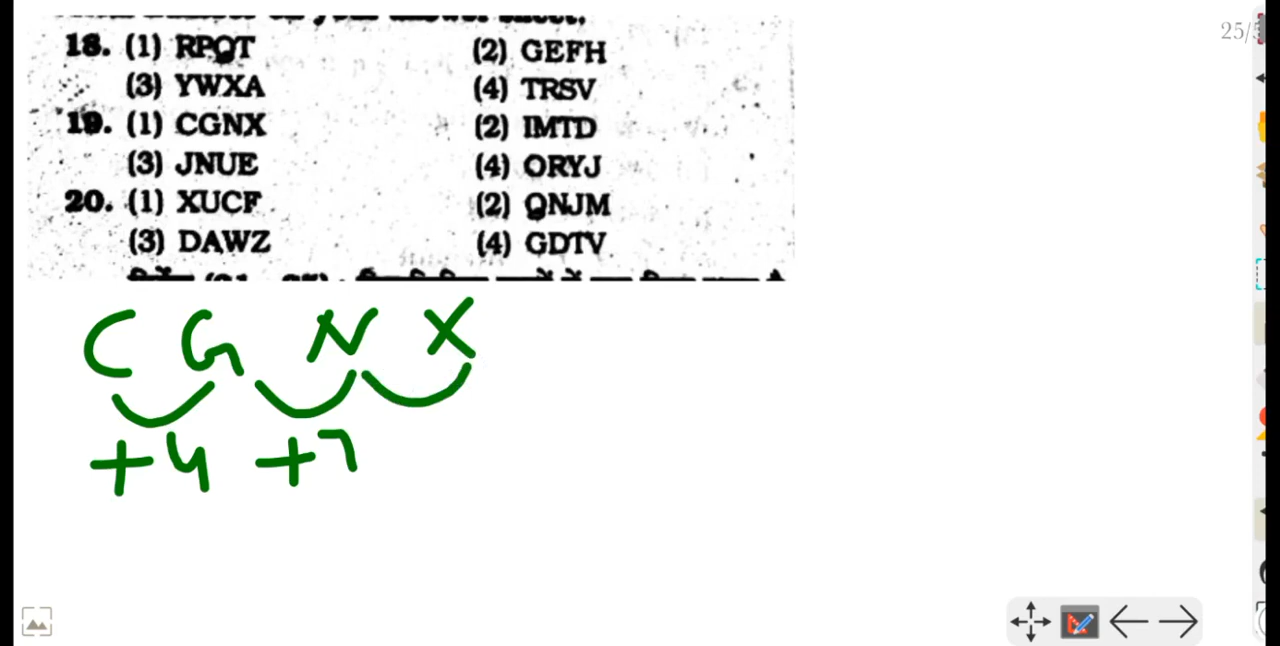 25/
18. (1) RPQT (2) GEFH
(3) YWXA (4) TRSV
19. (1) CGNX (2) IMTD
(3) JNUE (4) ORYJ
20. (1) XUCF (2) QNJM
(3) DAWZ (4) GDTV
C G N X
+4 +7